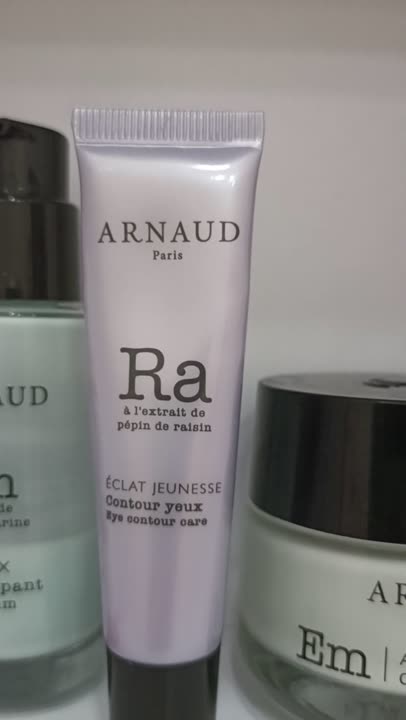 ARNAUD
Paris
Ra
à l'extrait de
pépin de raisin
ÉCLAT JEUNESSE
Contour yeux
Eye contour care
AUD
de
rine
X
pant
m
AR
Em
A
C